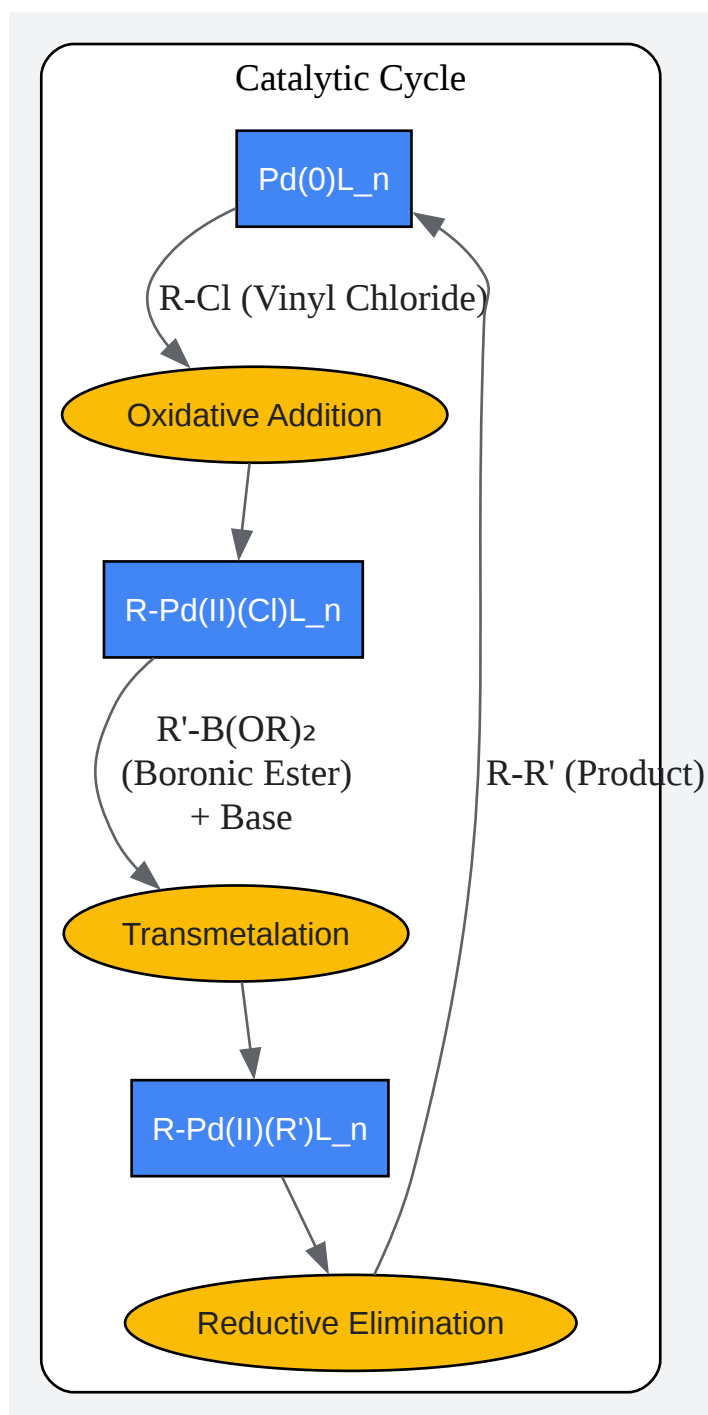 Catalytic Cycle
Pd(0)L_n
R-Cl (Vinyl Chloride)
Oxidative Addition
R-Pd(II)(Cl)L_n
R'-B(OR)₂
(Boronic Ester)
+ Base
R-R' (Product)
Transmetalation
R-Pd(II)(R')L_n
Reductive Elimination